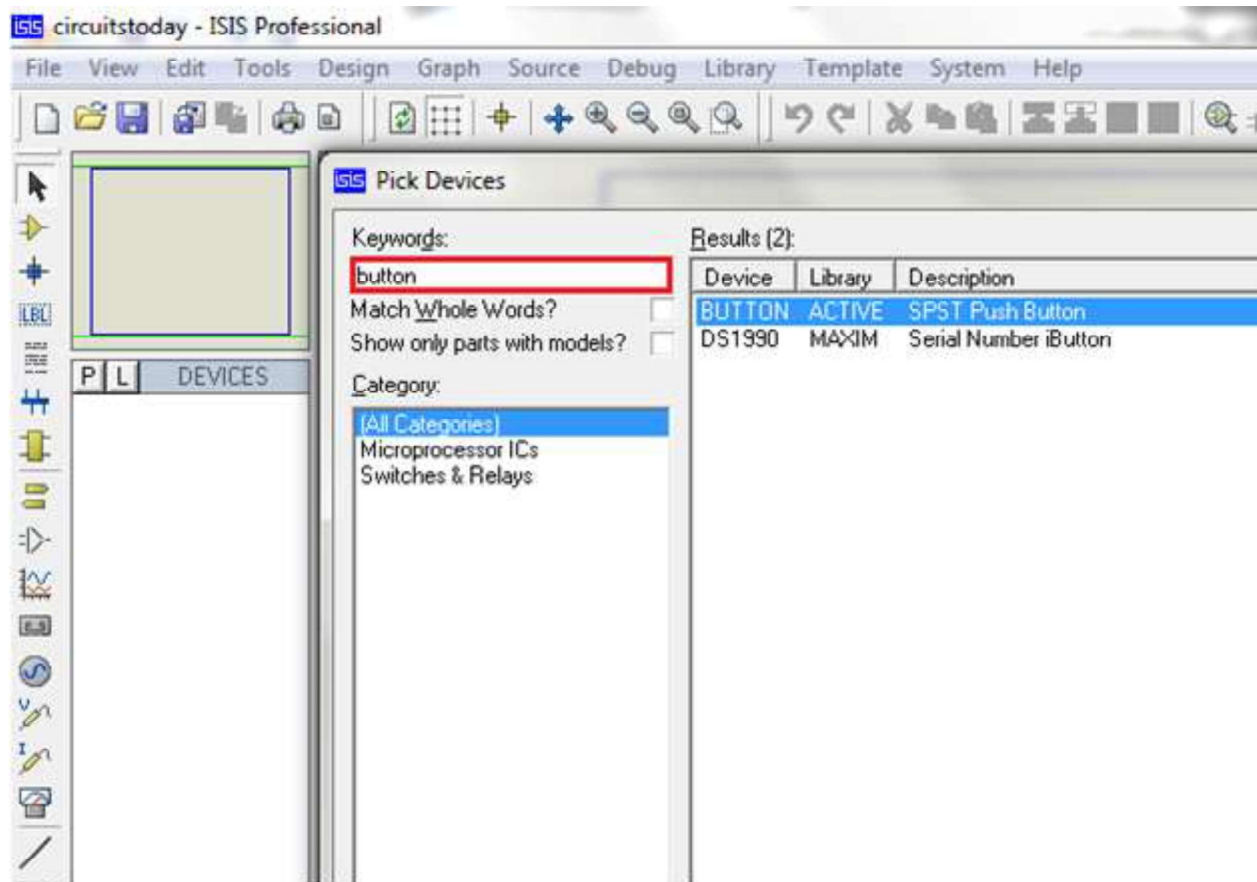 ISIS circuitstoday - ISIS Professional
File View Edit Tools Design Graph Source Debug Library Template System Help
ISIS Pick Devices
Keywords:
button
Match Whole Words?
Show only parts with models?
Category:
(All Categories)
Microprocessor ICs
Switches & Relays
Results (2):
Device Library Description
BUTTON ACTIVE SPST Push Button
DS1990 MAXIM Serial Number iButton
LBL
P L DEVICES
V
I